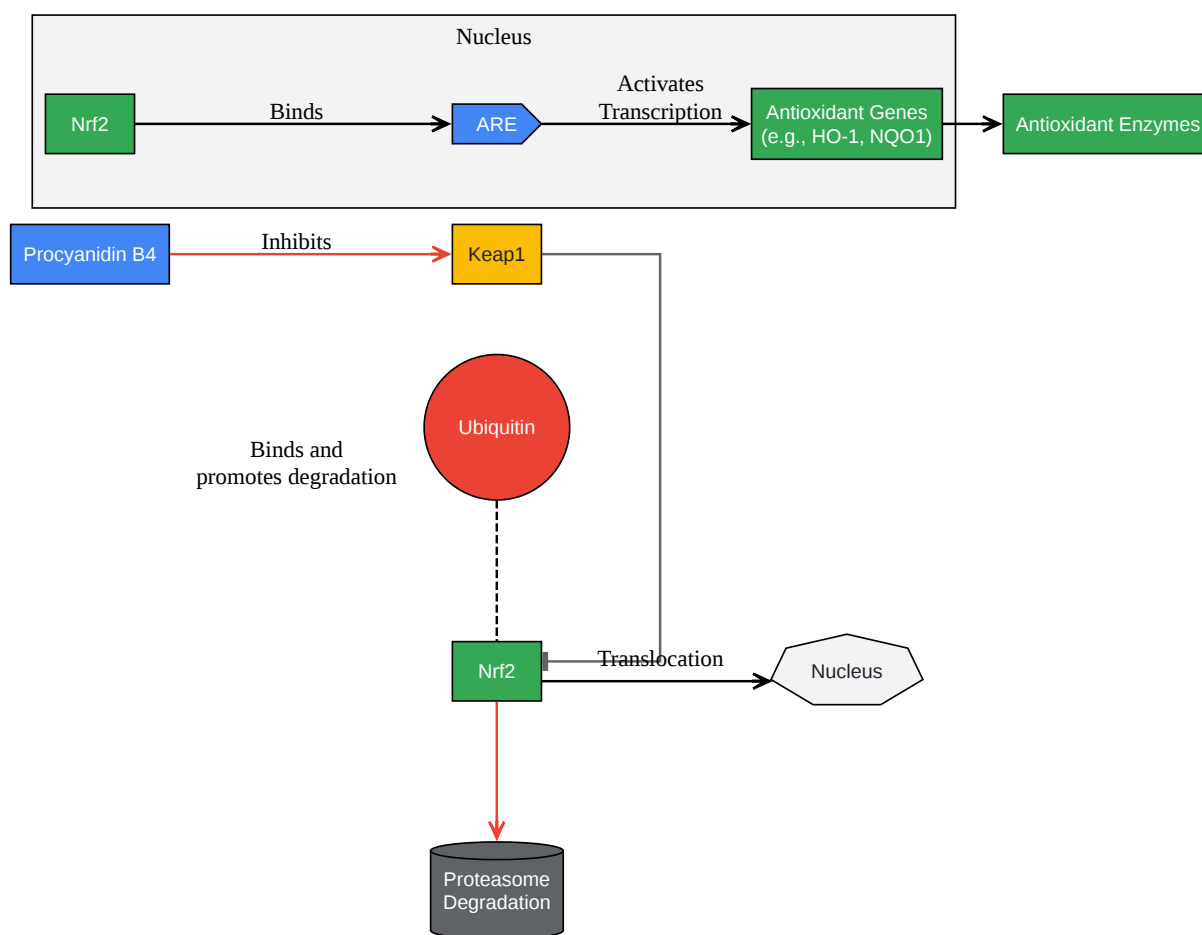 Nucleus
Nrf2
Binds
ARE
Activates
Transcription
Antioxidant Genes
(e.g., HO-1, NQO1)
Antioxidant Enzymes
Procyanidin B4
Inhibits
Keap1
Ubiquitin
Binds and
promotes degradation
Nrf2
Translocation
Nucleus
Proteasome
Degradation